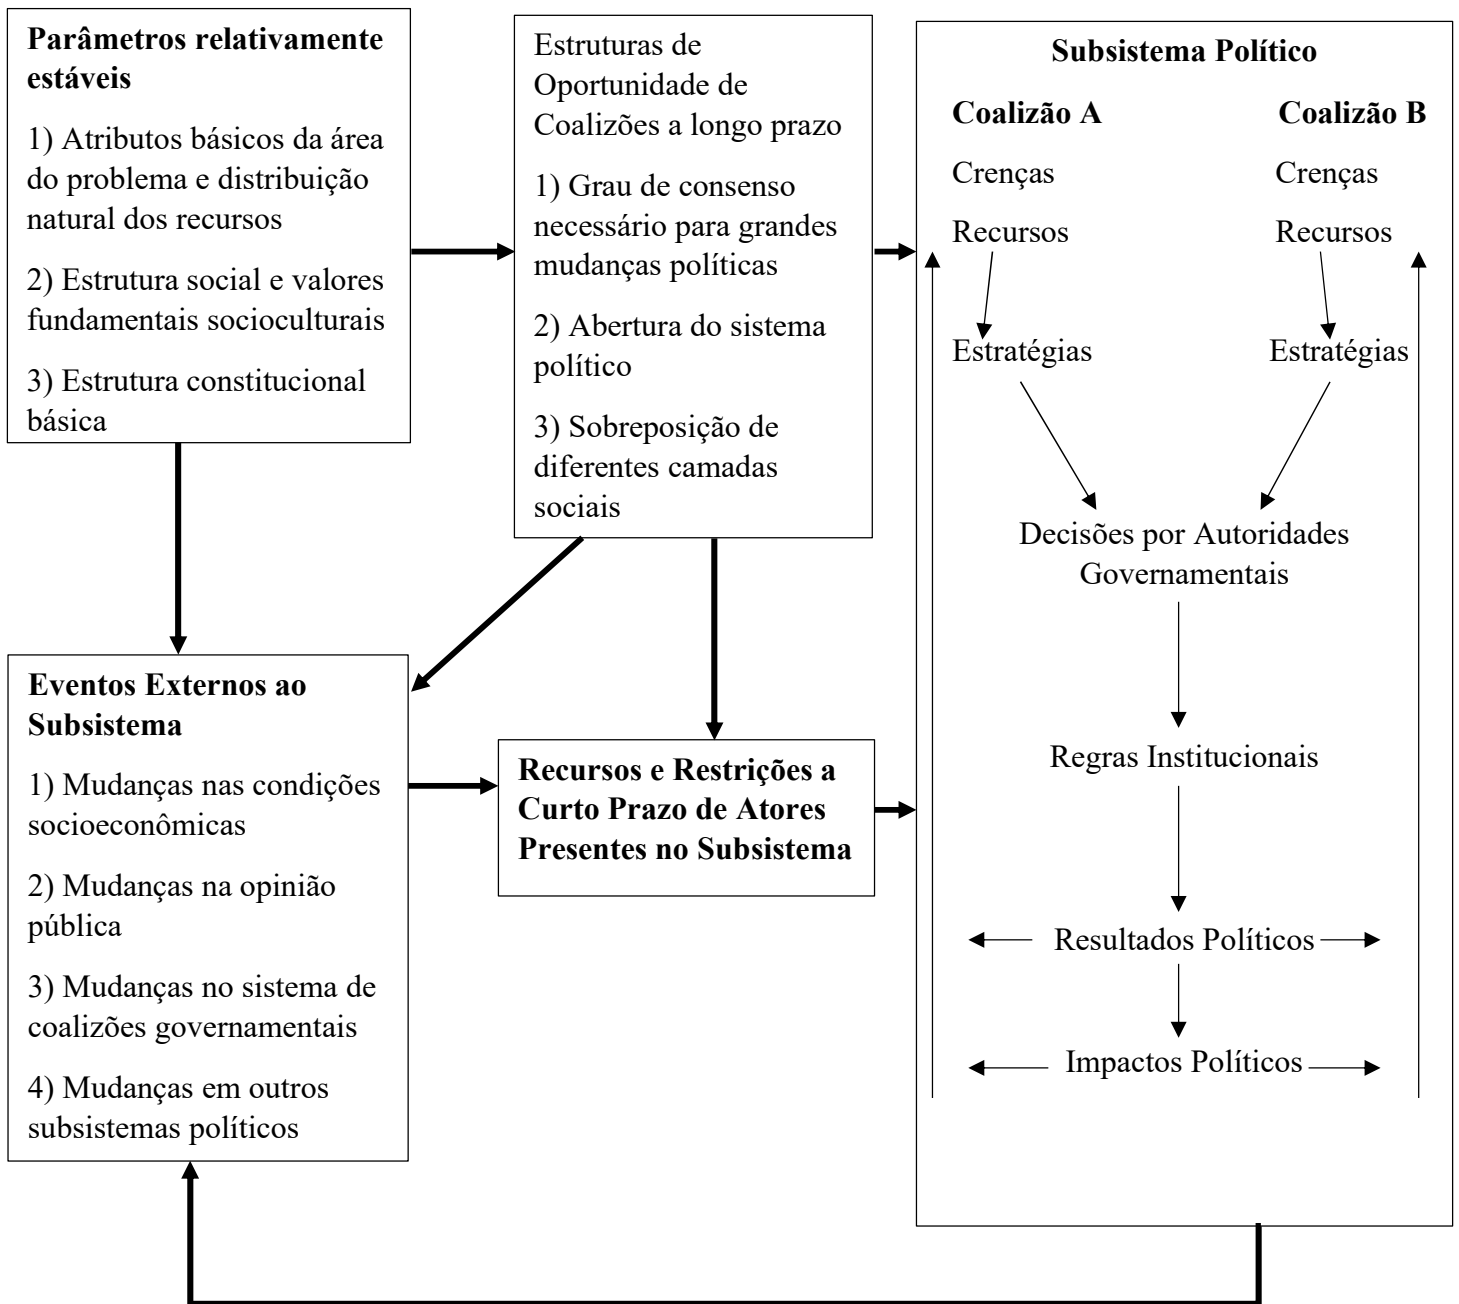 Parâmetros relativamente
estáveis
1) Atributos básicos da área
do problema e distribuição
natural dos recursos
2) Estrutura social e valores
fundamentais socioculturais
3) Estrutura constitucional
básica
Estruturas de
Oportunidade de
Coalizões a longo prazo
1) Grau de consenso
necessário para grandes
mudanças políticas
2) Abertura do sistema
político
3) Sobreposição de
diferentes camadas
sociais
Eventos Externos ao
Subsistema
1) Mudanças nas condições
socioeconômicas
2) Mudanças na opinião
pública
3) Mudanças no sistema de
coalizões governamentais
4) Mudanças em outros
subsistemas políticos
Recursos e Restrições a
Curto Prazo de Atores
Presentes no Subsistema
Subsistema Político
Coalizão A Coalizão B
Crenças Crenças
Recursos Recursos
Estratégias Estratégias
Decisões por Autoridades
Governamentais
Regras Institucionais
Resultados Políticos
Impactos Políticos